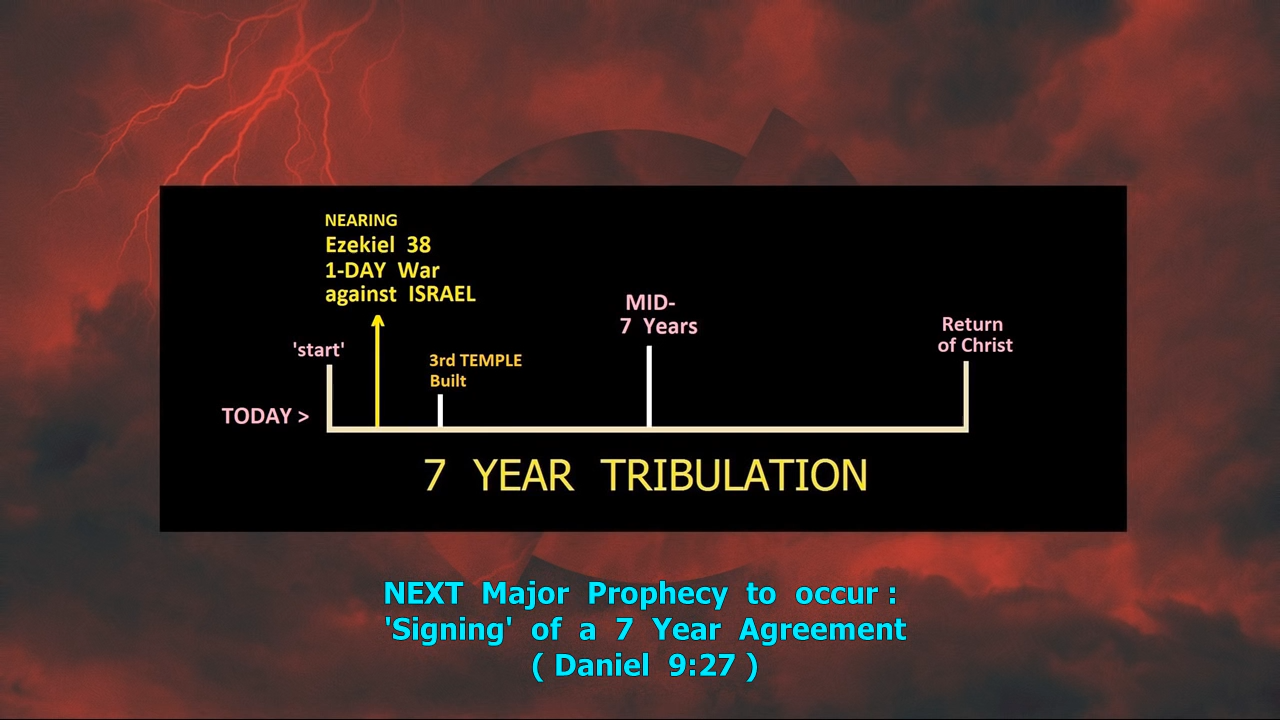 NEARING
Ezekiel 38
1-DAY War
against ISRAEL
'start'
3rd TEMPLE
Built
MID-
7 Years
Return
of Christ
TODAY >
7 YEAR TRIBULATION
NEXT Major Prophecy to occur :
'Signing' of a 7 Year Agreement
( Daniel 9:27 )